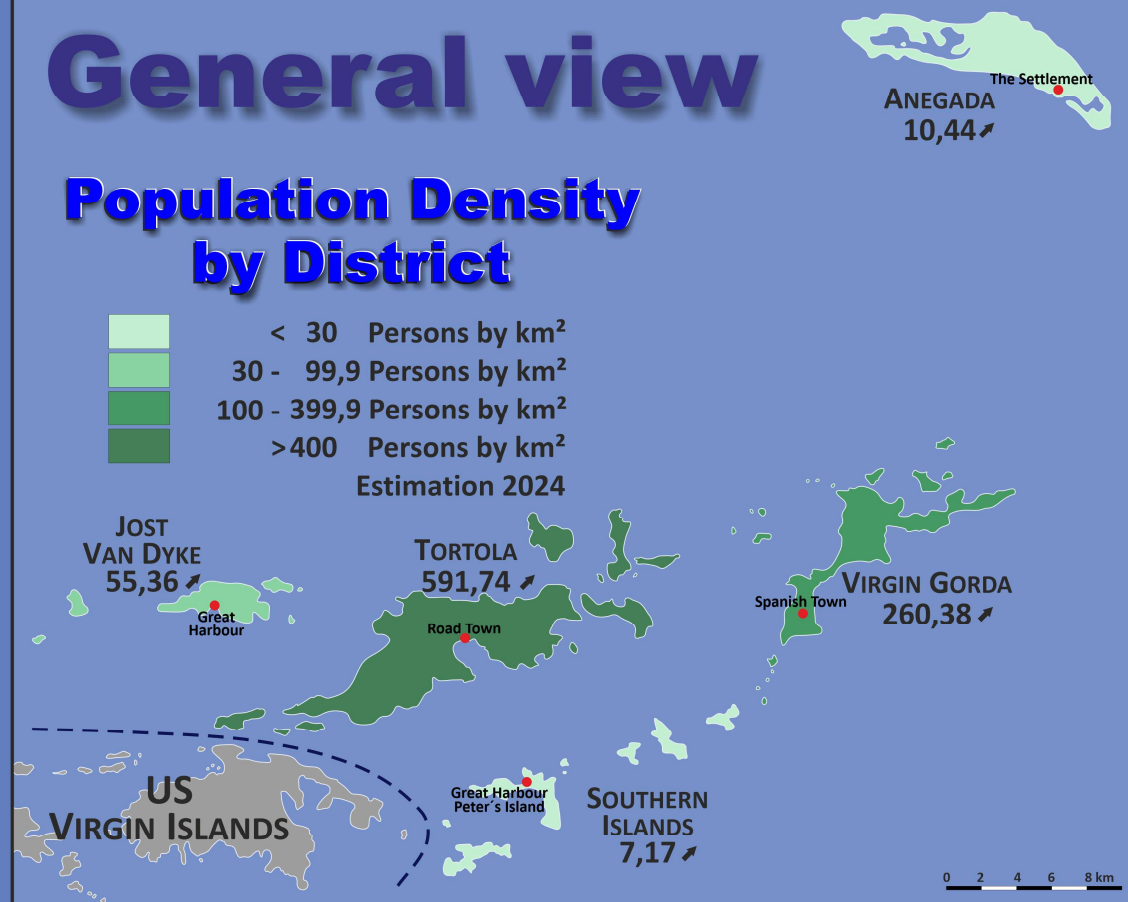 General view
Population Density
by District
< 30 Persons by km²
30 - 99,9 Persons by km²
100 - 399,9 Persons by km²
>400 Persons by km²
Estimation 2024
The Settlement
ANEGADA
10,44
JOST
VAN DYKE
55,36
Great
Harbour
TORTOLA
591,74
Road Town
VIRGIN GORDA
260,38
Spanish Town
US
VIRGIN ISLANDS
Great Harbour
Peter´s Island
SOUTHERN
ISLANDS
7,17
0 2 4 6 8 km